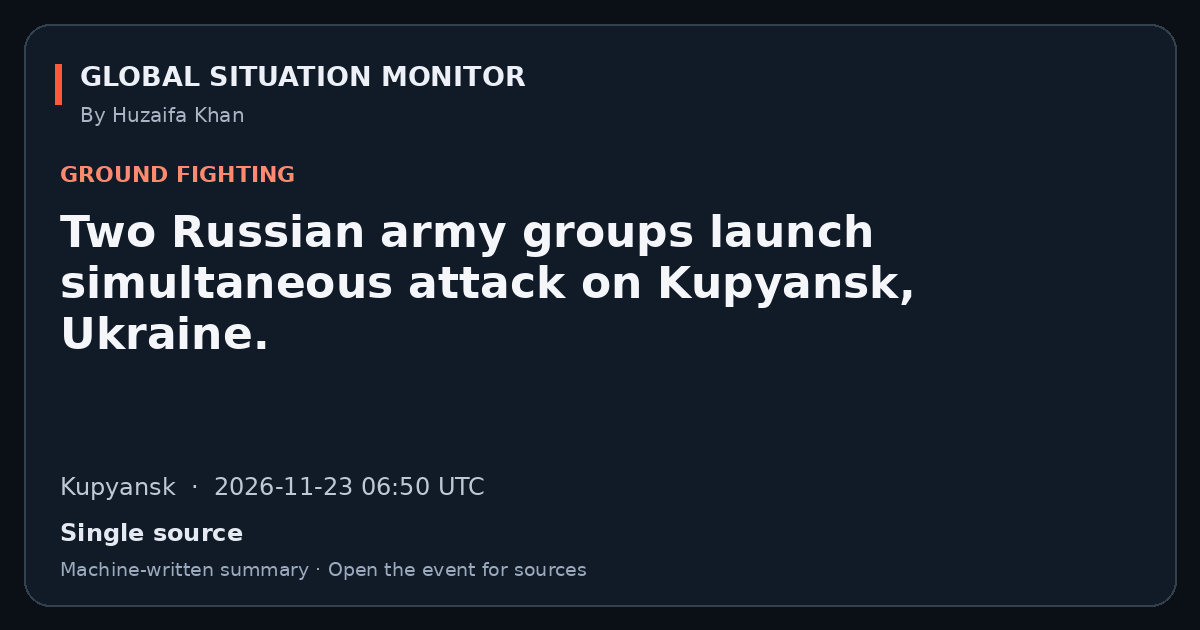 GLOBAL SITUATION MONITOR
By Huzaifa Khan
GROUND FIGHTING
Two Russian army groups launch
simultaneous attack on Kupyansk,
Ukraine.
Kupyansk · 2026-11-23 06:50 UTC
Single source
Machine-written summary · Open the event for sources